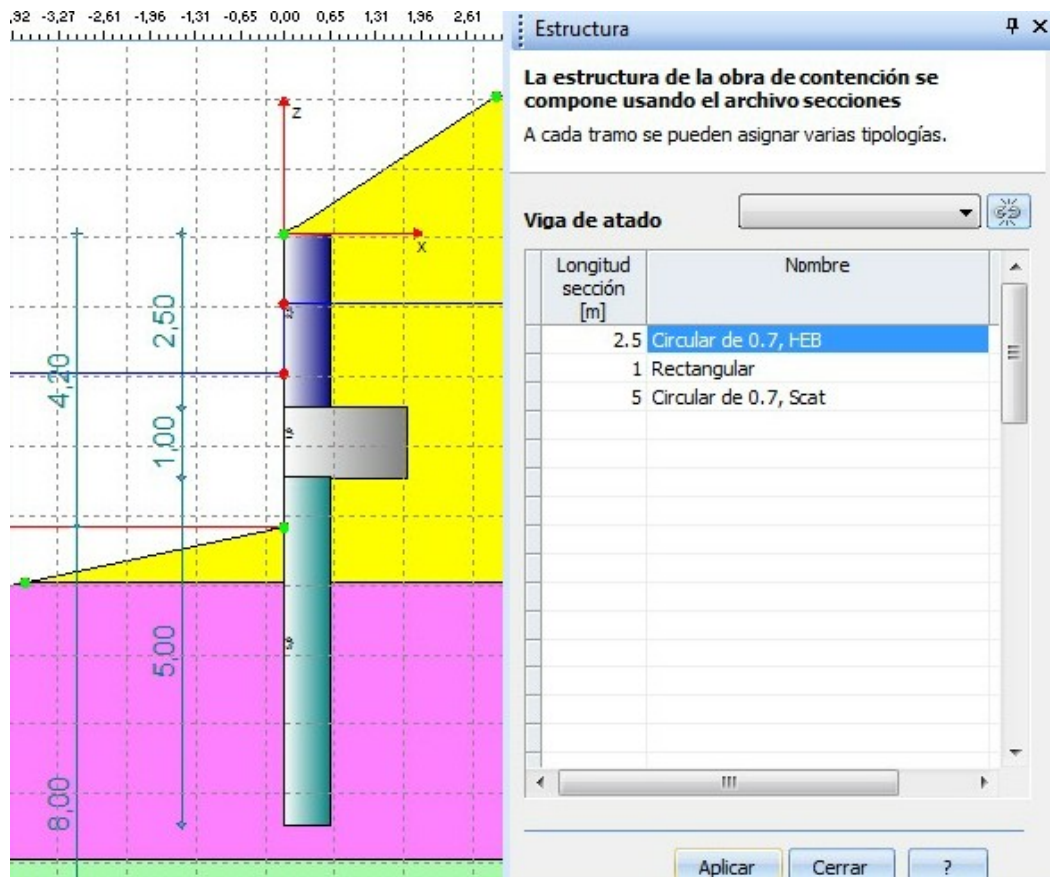 ,92 -3,27 -2,61 -1,96 -1,31 -0,65 0,00 0,65 1,31 1,96 2,61
z
x
2,50
4,20
1,00
5,00
8,00
Estructura
La estructura de la obra de contención se
compone usando el archivo secciones
A cada tramo se pueden asignar varias tipologías.
Viga de atado
Longitud
sección
[m]
Nombre
2.5 Circular de 0.7, HEB
1 Rectangular
5 Circular de 0.7, Scat
Aplicar Cerrar ?